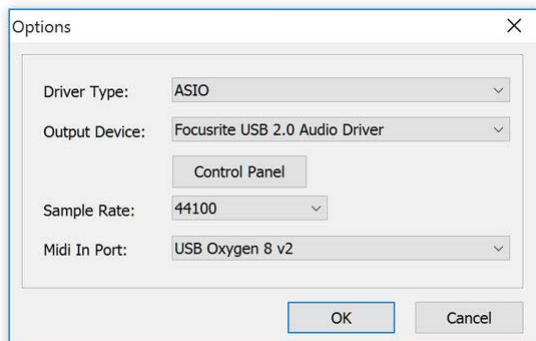 Options
Driver Type: ASIO
Output Device: Focusrite USB 2.0 Audio Driver
Control Panel
Sample Rate: 44100
Midi In Port: USB Oxygen 8 v2
OK Cancel